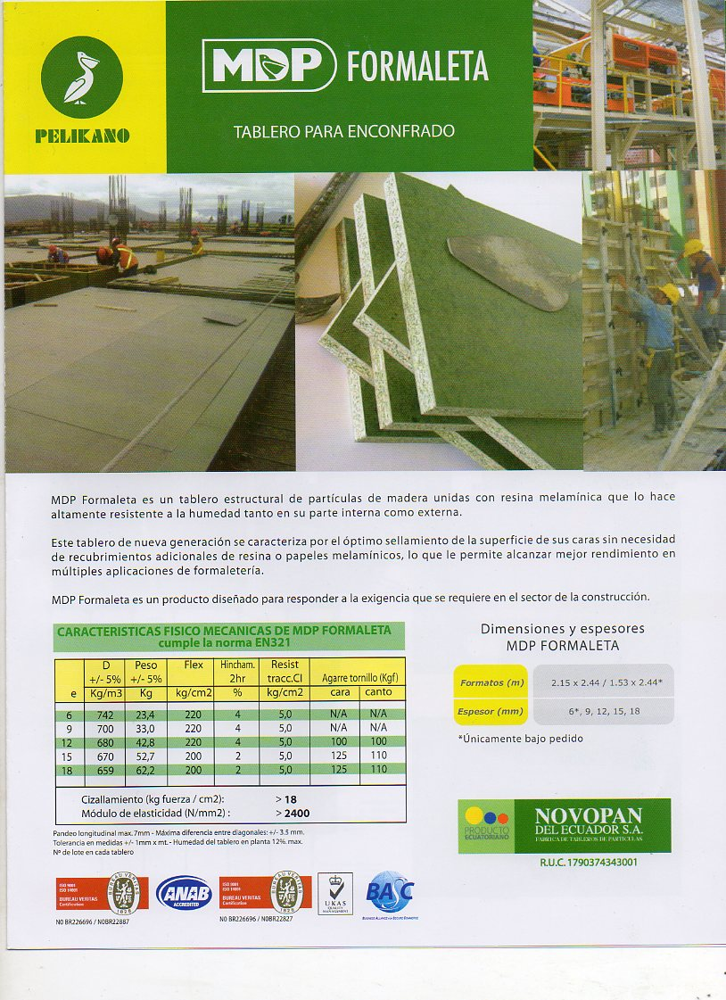 PELIKANO
MDP FORMALETA
TABLERO PARA ENCONFRADO
MDP Formaleta es un tablero estructural de partículas de madera unidas con resina melamínica que lo hace
altamente resistente a la humedad tanto en su parte interna como externa.
Este tablero de nueva generación se caracteriza por el óptimo sellamiento de la superficie de sus caras sin necesidad
de recubrimientos adicionales de resina o papeles melamínicos, lo que le permite alcanzar mejor rendimiento en
múltiples aplicaciones de formaletería.
MDP Formaleta es un producto diseñado para responder a la exigencia que se requiere en el sector de la construcción.
CARACTERISTICAS FISICO MECANICAS DE MDP FORMALETA
cumple la norma EN321
D Peso Flex Hincham. Resist
+/- 5% +/- 5% 2hr tracc.CI Agarre tornillo (Kgf)
e Kg/m3 Kg kg/cm2 % kg/cm2 cara canto
6 742 23,4 220 4 5,0 N/A N/A
9 700 33,0 220 4 5,0 N/A N/A
12 680 42,8 220 4 5,0 100 100
15 670 52,7 200 2 5,0 125 110
18 659 62,2 200 2 5,0 125 110
Cizallamiento (kg fuerza / cm2): > 18
Módulo de elasticidad (N/mm2) : > 2400
Pandeo longitudinal max. 7mm - Máxima diferencia entre diagonales: +/- 3.5 mm.
Tolerancia en medidas +/- 1mm x mt. - Humedad del tablero en planta 12%. max.
Nº de lote en cada tablero
Dimensiones y espesores
MDP FORMALETA
Formatos (m) 2.15 x 2.44 / 1.53 x 2.44*
Espesor (mm) 6*, 9, 12, 15, 18
*Únicamente bajo pedido
PRODUCTO
ECUATORIANO
NOVOPAN
DEL ECUADOR S.A.
FABRICA DE TABLEROS DE PARTICULAS
R.U.C. 1790374343001
ISO 9001
ISO 14001
BUREAU VERITAS
Certification
BUREAU VERITAS
1828
N0 BR226696 / N0BR22887
ANAB
ACCREDITED
ISO 9001
ISO 14001
BUREAU VERITAS
Certification
BUREAU VERITAS
1828
N0 BR226696 / N0BR22827
UKAS
QUALITY
MANAGEMENT
BASC
BUSINESS ALLIANCE FOR SECURE COMMERCE